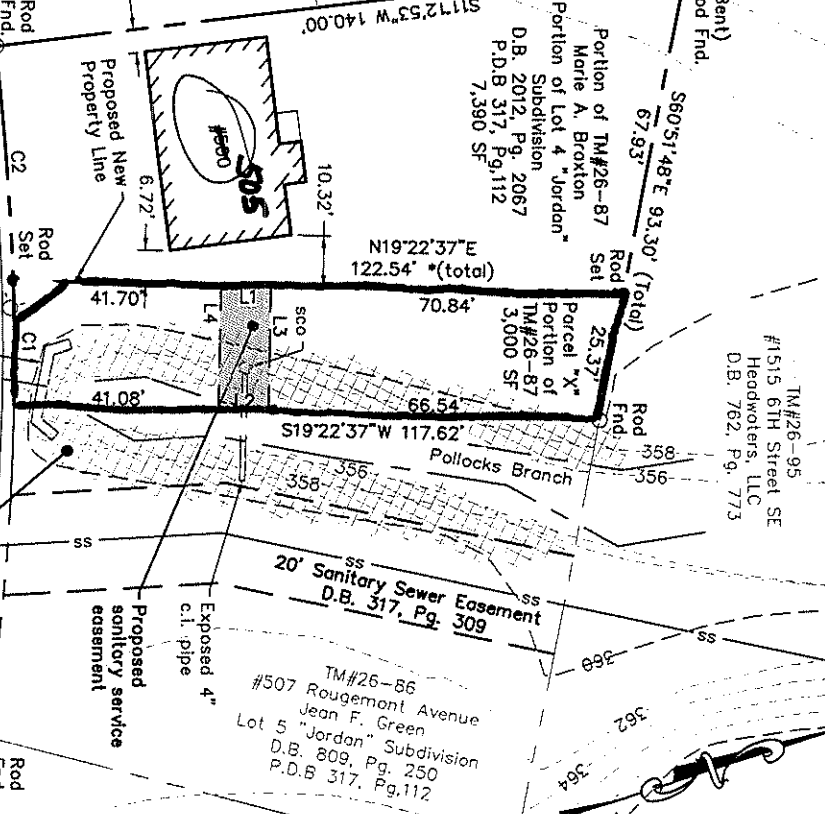 S11°12'53"W 140.00'
Rod
Fnd.
Bent)
od Fnd.
S60°51'48"E 93.30' (Total)
67.93'
Portion of TM#26-87
Marie A. Braxton
Portion of Lot 4 "Jordan"
Subdivision
D.B. 2012, Pg. 2067
P.D.B 317, Pg,112
7,390 SF
#500
505
10.32'
6.72'
Proposed New
Property Line
C2
Rod
Set
N19°22'37"E
122.54' *(total)
Rod
Set
25.37'
41.70'
L1
L4
L3
sco
L2
70.84'
Parcel "X"
Portion of
TM#26-87
3,000 SF
C1
41.08'
66.54'
Rod
Fnd.
S19°22'37"W 117.62'
TM#26-95
#1515 6TH Street SE
Headwaters, LLC
D.B. 762, Pg. 773
Pollocks Branch
358
356
356
358
ss
ss
ss
ss
20' Sanitary Sewer Easement
D.B. 317, Pg. 309
Exposed 4"
c.i. pipe
Proposed
sanitary service
easement
TM#26-86
#507 Rougemont Avenue
Jean F. Green
Lot 5 "Jordan" Subdivision
D.B. 809, Pg. 250
P.D.B 317, Pg,112
360
362
364
N
Rod